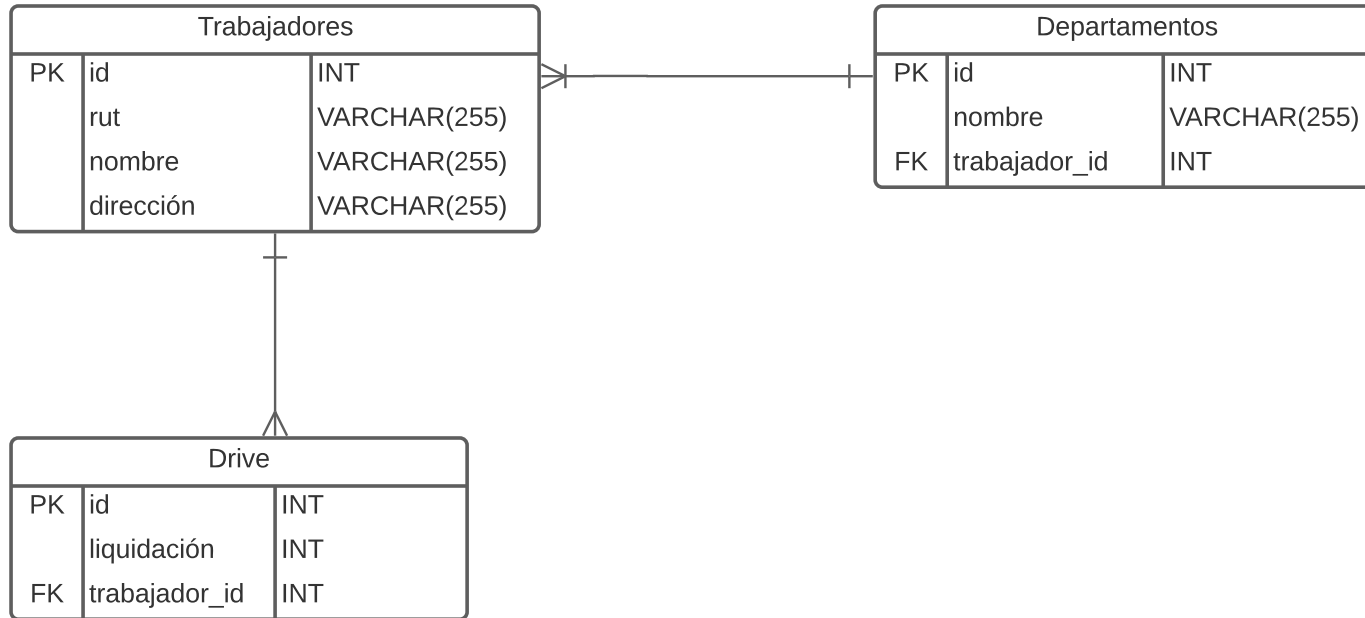 Trabajadores
PK id INT
rut VARCHAR(255)
nombre VARCHAR(255)
dirección VARCHAR(255)
Departamentos
PK id INT
nombre VARCHAR(255)
FK trabajador_id INT
Drive
PK id INT
liquidación INT
FK trabajador_id INT